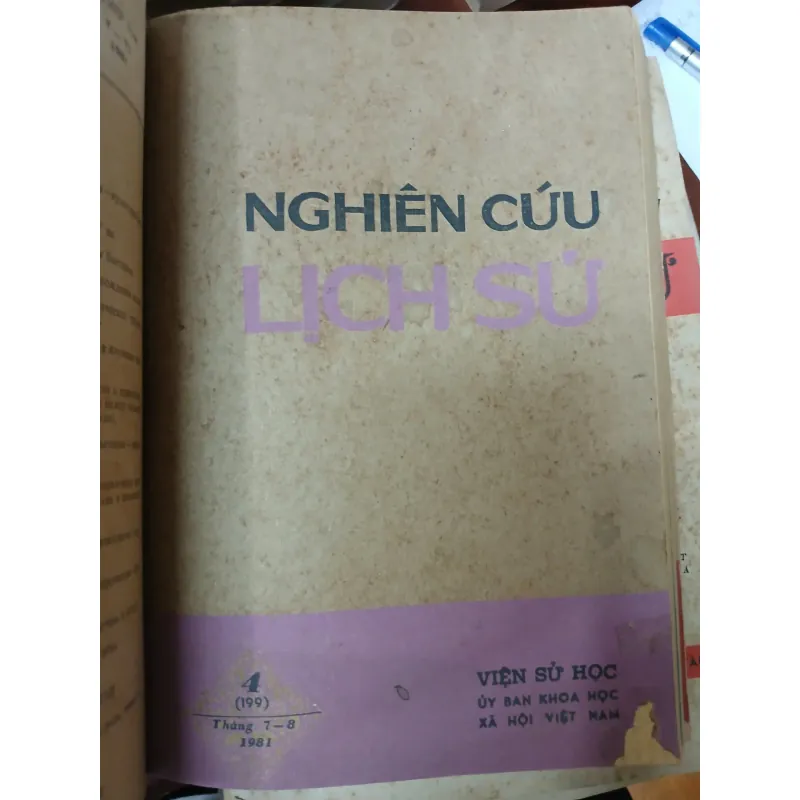 NGHIÊN CỨU
LỊCH SỬ
4
(199)
Tháng 7-8
1981
VIỆN SỬ HỌC
ỦY BAN KHOA HỌC
XÃ HỘI VIỆT NAM